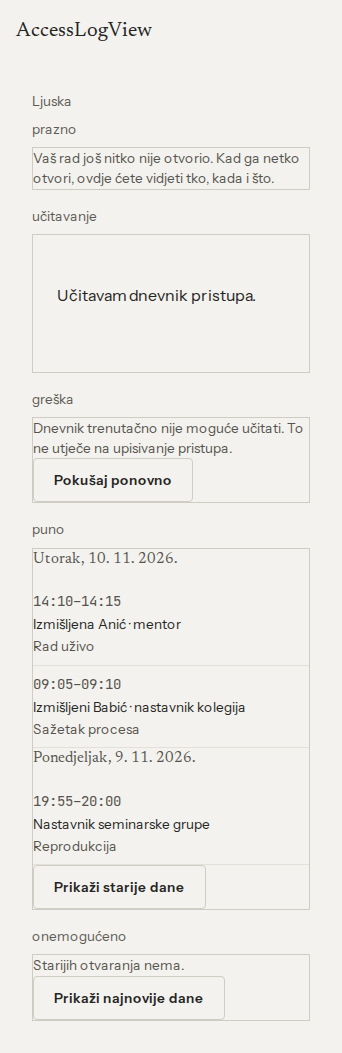 AccessLogView
Ljuska
prazno
Vaš rad još nitko nije otvorio. Kad ga netko
otvori, ovdje ćete vidjeti tko, kada i što.
učitavanje
Učitavam dnevnik pristupa.
greška
Dnevnik trenutačno nije moguće učitati. To
ne utječe na upisivanje pristupa.
Pokušaj ponovno
puno
Utorak, 10. 11. 2026.
14:10–14:15
Izmišljena Anić · mentor
Rad uživo
09:05–09:10
Izmišljeni Babić · nastavnik kolegija
Sažetak procesa
Ponedjeljak, 9. 11. 2026.
19:55–20:00
Nastavnik seminarske grupe
Reprodukcija
Prikaži starije dane
onemogućeno
Starijih otvaranja nema.
Prikaži najnovije dane